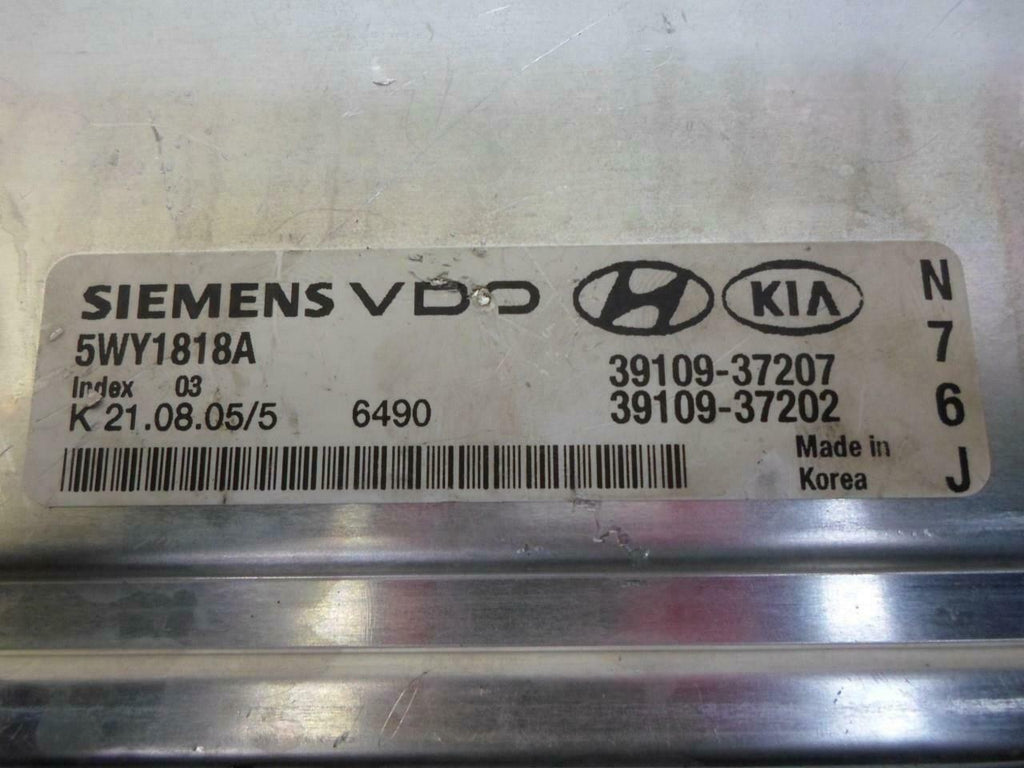 SIEMENS VDO KIA
5WY1818A
Index 03
K 21.08.05/5 6490
39109-37207
39109-37202
Made in
Korea
N
7
6
J